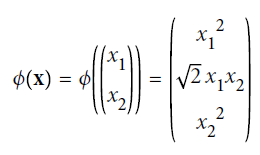 ϕ(x) = ϕ((x₁ x₂)) = (x₁² √2 x₁x₂ x₂²)